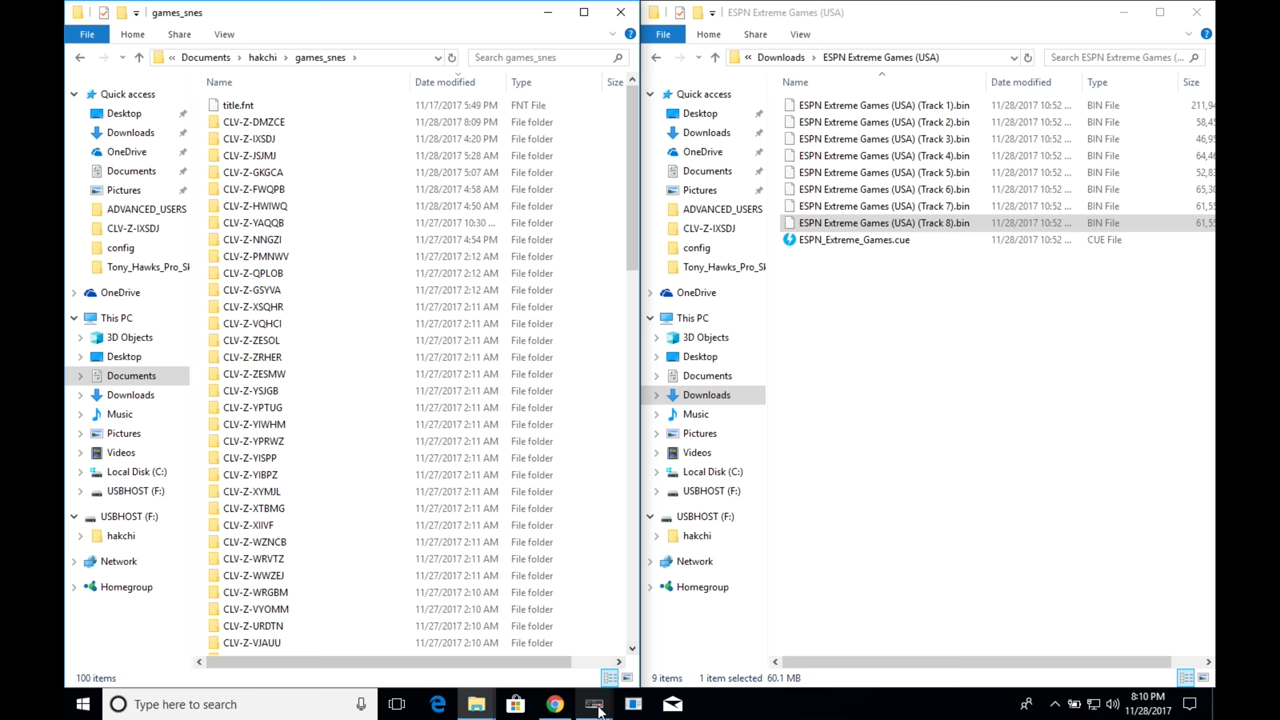 games_snes
File Home Share View
Documents hakchi games_snes
Search games_snes
Name Date modified Type Size
Quick access
Desktop
Downloads
OneDrive
Documents
Pictures
ADVANCED_USERS
CLV-Z-IXSDJ
config
Tony_Hawks_Pro_Sk
OneDrive
This PC
3D Objects
Desktop
Documents
Downloads
Music
Pictures
Videos
Local Disk (C:)
USBHOST (F:)
USBHOST (F:)
hakchi
Network
Homegroup
title.fnt 11/17/2017 5:49 PM FNT File
CLV-Z-DMZCE 11/28/2017 8:09 PM File folder
CLV-Z-IXSDJ 11/28/2017 4:20 PM File folder
CLV-Z-JSJMJ 11/28/2017 5:28 AM File folder
CLV-Z-GKGCA 11/28/2017 5:07 AM File folder
CLV-Z-FWQPB 11/28/2017 4:58 AM File folder
CLV-Z-HWIWQ 11/28/2017 4:50 AM File folder
CLV-Z-YAQQB 11/27/2017 10:30 ... File folder
CLV-Z-NNGZI 11/27/2017 4:54 PM File folder
CLV-Z-PMNWV 11/27/2017 2:12 AM File folder
CLV-Z-QPLOB 11/27/2017 2:12 AM File folder
CLV-Z-GSYVA 11/27/2017 2:12 AM File folder
CLV-Z-XSQHR 11/27/2017 2:11 AM File folder
CLV-Z-VQHCI 11/27/2017 2:11 AM File folder
CLV-Z-ZESOL 11/27/2017 2:11 AM File folder
CLV-Z-ZRHER 11/27/2017 2:11 AM File folder
CLV-Z-ZESMW 11/27/2017 2:11 AM File folder
CLV-Z-YSJGB 11/27/2017 2:11 AM File folder
CLV-Z-YPTUG 11/27/2017 2:11 AM File folder
CLV-Z-YIWHM 11/27/2017 2:11 AM File folder
CLV-Z-YPRWZ 11/27/2017 2:11 AM File folder
CLV-Z-YISPP 11/27/2017 2:11 AM File folder
CLV-Z-YIBPZ 11/27/2017 2:11 AM File folder
CLV-Z-XYMJL 11/27/2017 2:11 AM File folder
CLV-Z-XTBMG 11/27/2017 2:11 AM File folder
CLV-Z-XIIVF 11/27/2017 2:11 AM File folder
CLV-Z-WZNCB 11/27/2017 2:11 AM File folder
CLV-Z-WRVTZ 11/27/2017 2:11 AM File folder
CLV-Z-WWZEJ 11/27/2017 2:11 AM File folder
CLV-Z-WRGBM 11/27/2017 2:10 AM File folder
CLV-Z-VYOMM 11/27/2017 2:10 AM File folder
CLV-Z-URDTN 11/27/2017 2:10 AM File folder
CLV-Z-VJAUU 11/27/2017 2:10 AM File folder
100 items
ESPN Extreme Games (USA)
File Home Share View
Downloads ESPN Extreme Games (USA)
Search ESPN Extreme Games (USA)
Name Date modified Type Size
Quick access
Desktop
Downloads
OneDrive
Documents
Pictures
ADVANCED_USERS
CLV-Z-IXSDJ
config
Tony_Hawks_Pro_Sk
OneDrive
This PC
3D Objects
Desktop
Documents
Downloads
Music
Pictures
Videos
Local Disk (C:)
USBHOST (F:)
USBHOST (F:)
hakchi
Network
Homegroup
ESPN Extreme Games (USA) (Track 1).bin 11/28/2017 10:52 ... BIN File 211,9
ESPN Extreme Games (USA) (Track 2).bin 11/28/2017 10:52 ... BIN File 58,4
ESPN Extreme Games (USA) (Track 3).bin 11/28/2017 10:52 ... BIN File 46,9
ESPN Extreme Games (USA) (Track 4).bin 11/28/2017 10:52 ... BIN File 64,4
ESPN Extreme Games (USA) (Track 5).bin 11/28/2017 10:52 ... BIN File 52,8
ESPN Extreme Games (USA) (Track 6).bin 11/28/2017 10:52 ... BIN File 65,3
ESPN Extreme Games (USA) (Track 7).bin 11/28/2017 10:52 ... BIN File 61,5
ESPN Extreme Games (USA) (Track 8).bin 11/28/2017 10:52 ... BIN File 61,5
ESPN_Extreme_Games.cue 11/28/2017 10:52 ... CUE File
9 items 1 item selected 60.1 MB
Type here to search
8:10 PM
11/28/2017